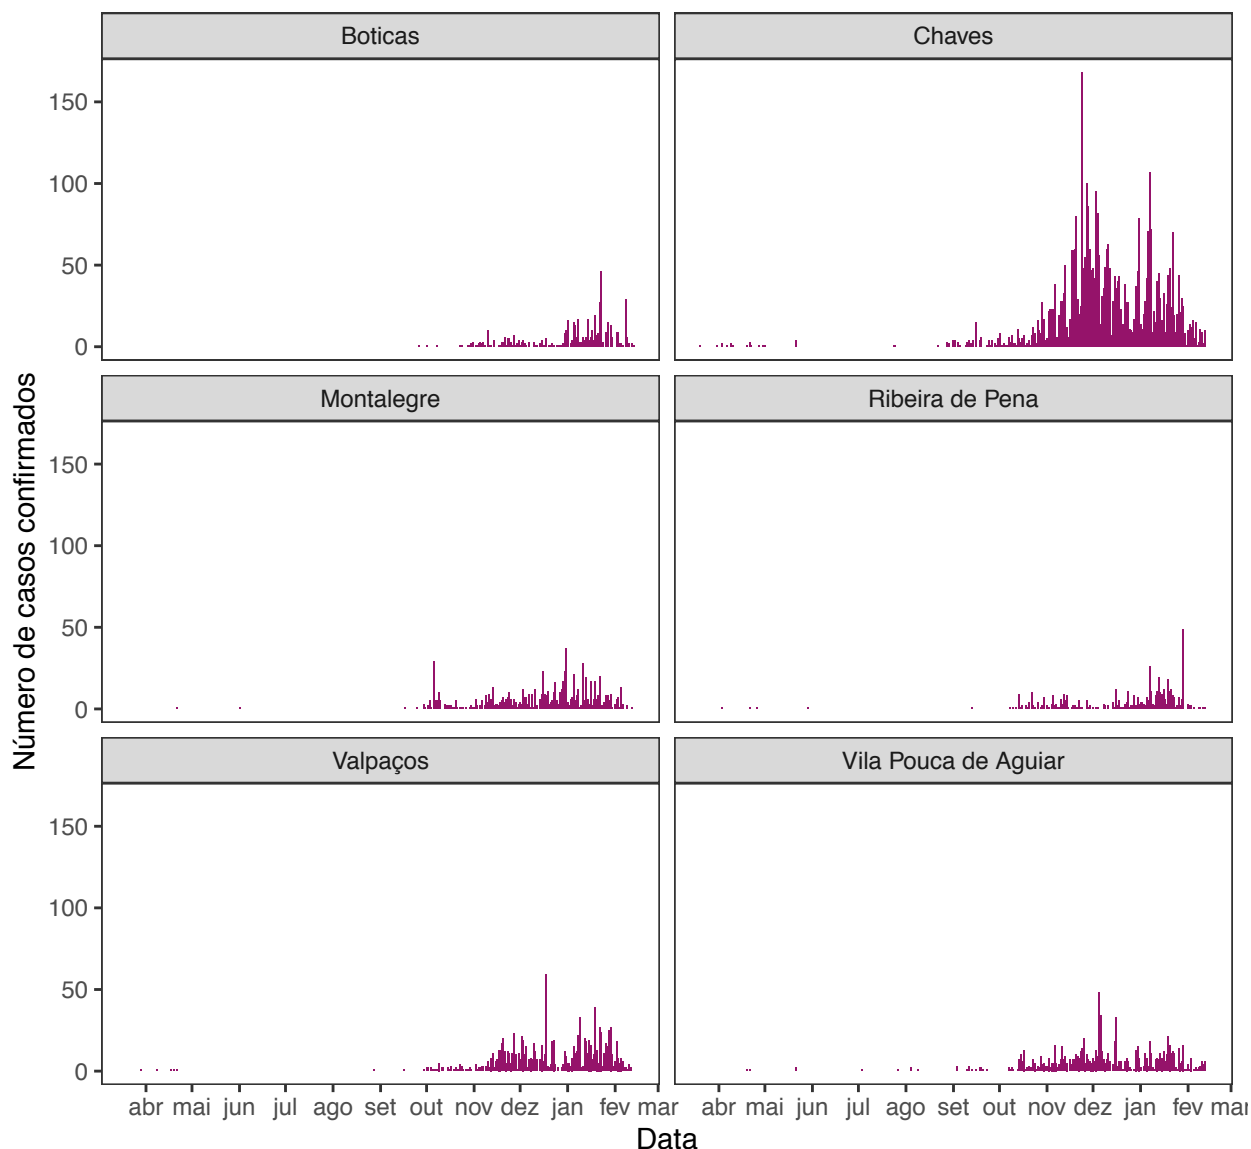 Boticas
Chaves
150
100
50
0
Montalegre
Ribeira de Pena
150
100
50
0
Valpaços
Vila Pouca de Aguiar
150
100
50
0
abr mai jun jul ago set out nov dez jan fev mar
abr mai jun jul ago set out nov dez jan fev mar
Data
Número de casos confirmados